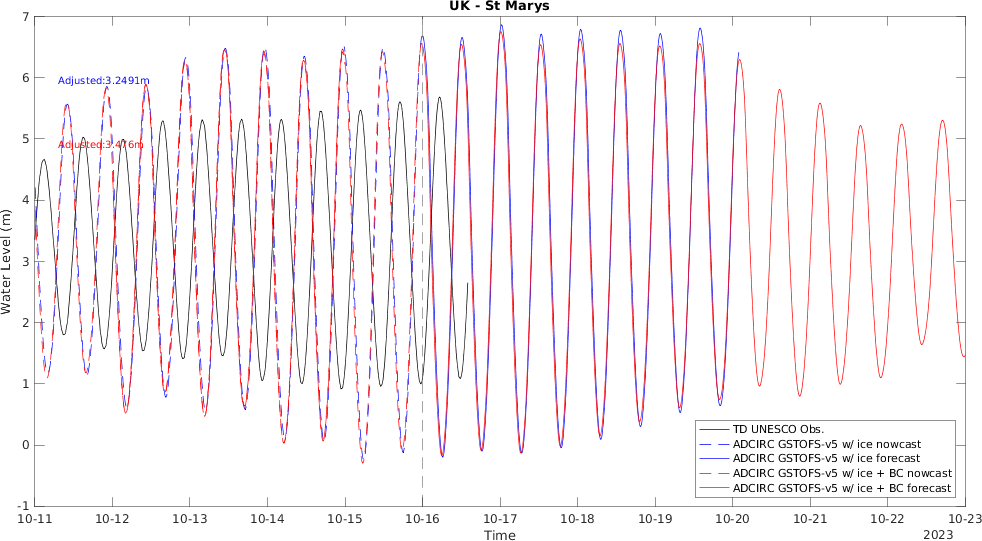 UK - St Marys
7
6
5
4
3
2
1
0
-1
Water Level (m)
Adjusted:3.2491m
Adjusted:3.476m
TD UNESCO Obs.
ADCIRC GSTOFS-v5 w/ ice nowcast
ADCIRC GSTOFS-v5 w/ ice forecast
ADCIRC GSTOFS-v5 w/ ice + BC nowcast
ADCIRC GSTOFS-v5 w/ ice + BC forecast
10-11 10-12 10-13 10-14 10-15 10-16 10-17 10-18 10-19 10-20 10-21 10-22 10-23
Time
2023